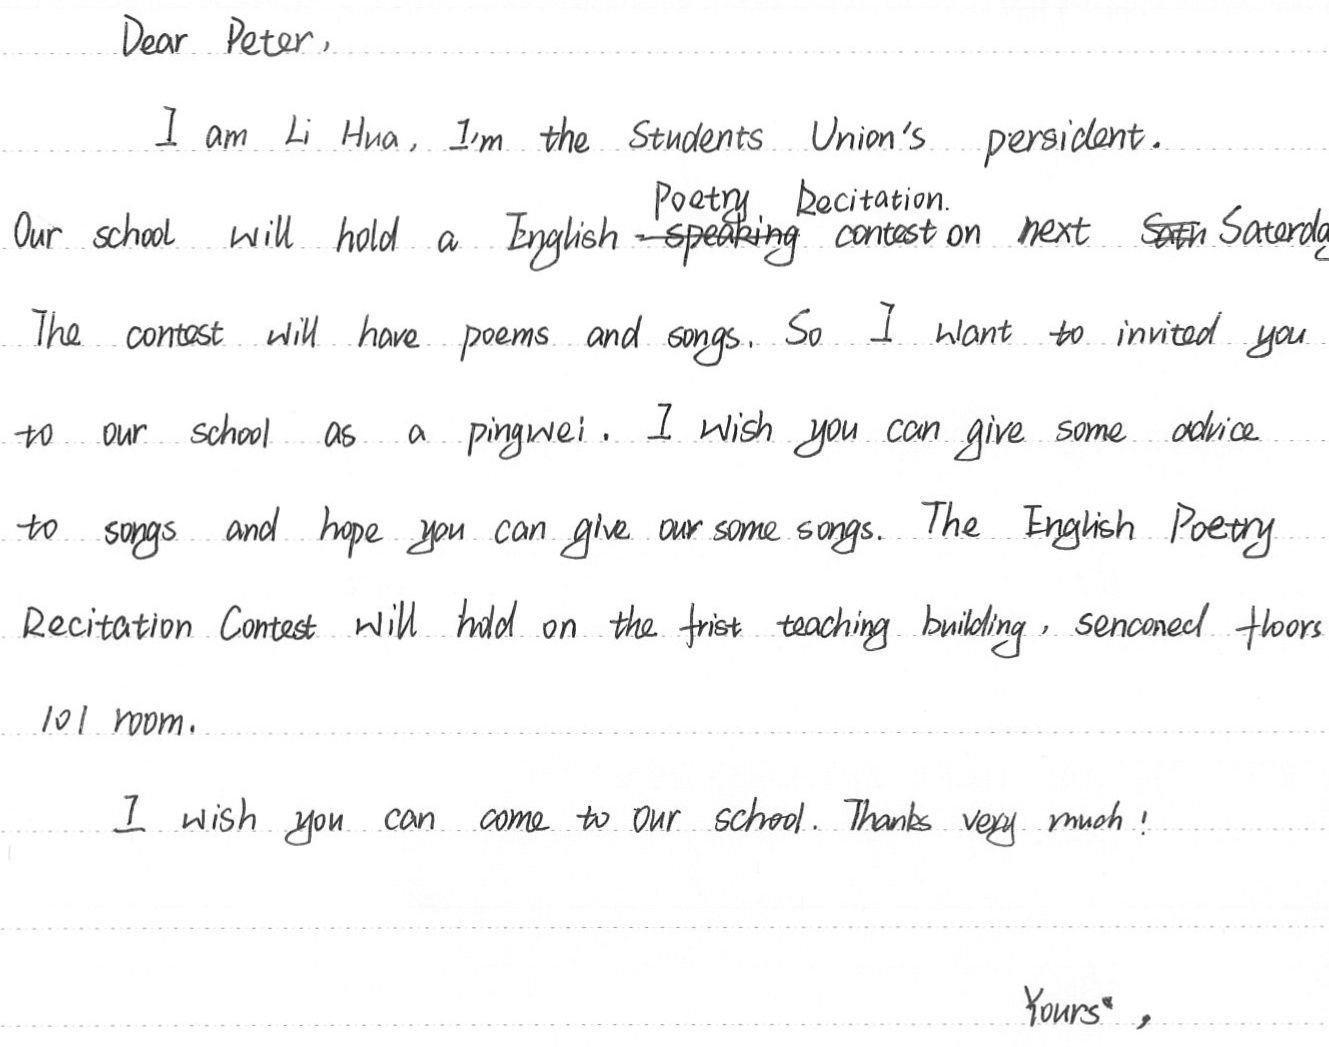 Dear Peter,
I am Li Hua, I'm the Students Union's persident.
Poetry Recitation.
Our school will hold a English speaking contest on next Saterda
The contest will have poems and songs. So I want to invited you
to our school as a pingwei. I wish you can give some advice
to songs and hope you can give our some songs. The English Poetry
Recitation Contest will hold on the frist teaching building, senconed floors
101 room.
I wish you can come to our school. Thanks very much!
Yours,